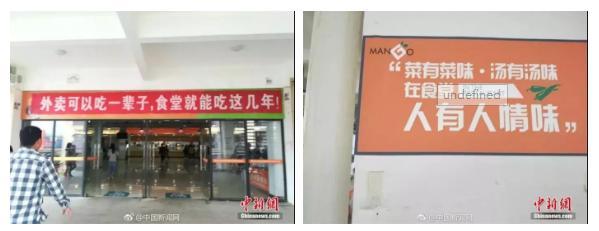 外卖可以吃一辈子,食堂就能吃这几年!
@中国新闻网
中新网
Chinanews.com
MANGO
“菜有菜味·汤有汤味
在食堂
undefined
人有人情味”
@中国新闻网
中新网
Chinanews.com